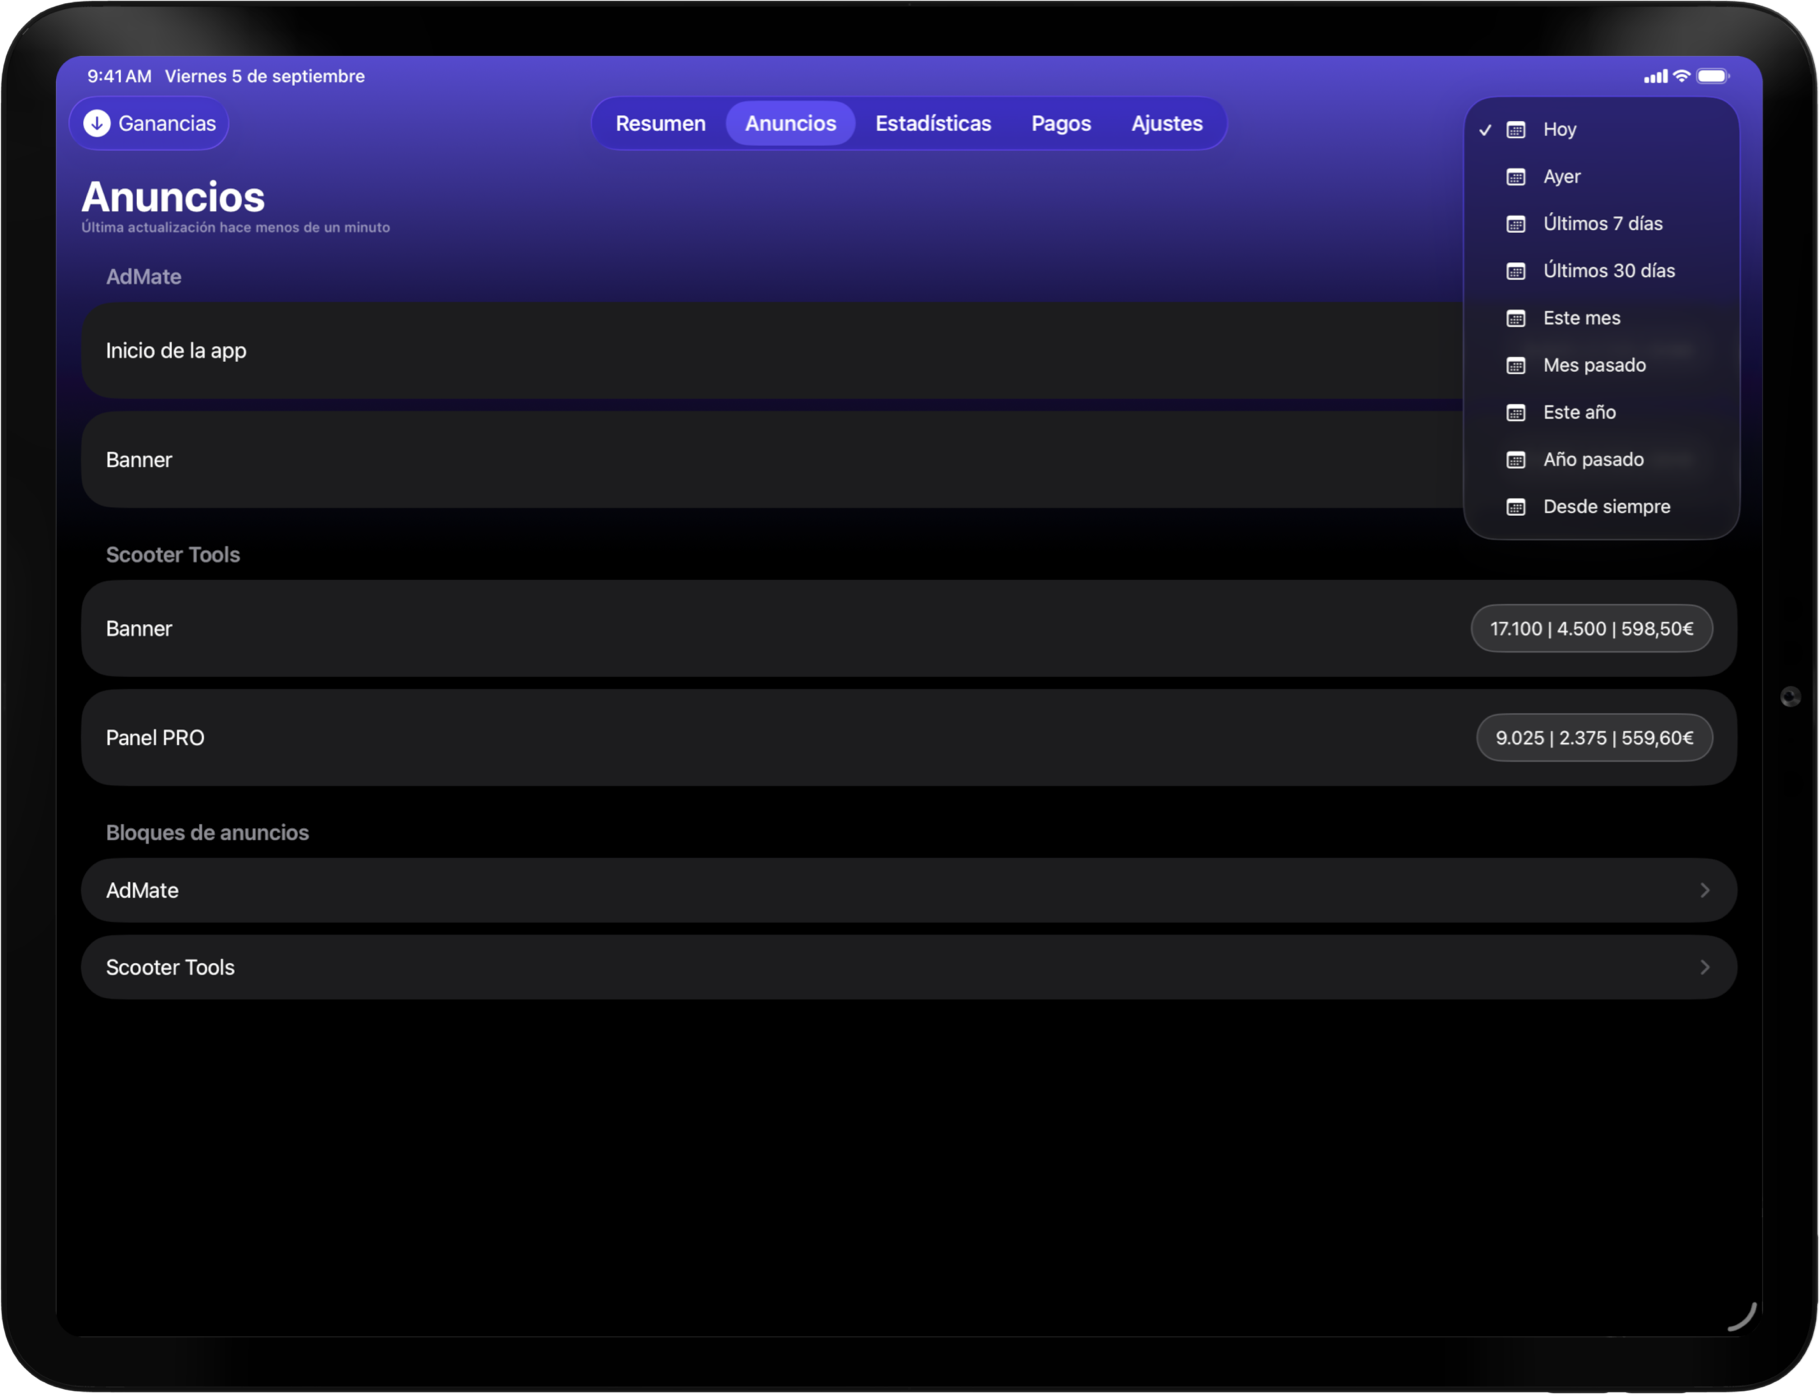 9:41 AM Viernes 5 de septiembre
Ganancias
Resumen
Anuncios
Estadísticas
Pagos
Ajustes
Anuncios
Última actualización hace menos de un minuto
Hoy
Ayer
Últimos 7 días
Últimos 30 días
Este mes
Mes pasado
Este año
Año pasado
Desde siempre
AdMate
Inicio de la app
Banner
Scooter Tools
Banner
17.100 | 4.500 | 598,50€
Panel PRO
9.025 | 2.375 | 559,60€
Bloques de anuncios
AdMate
Scooter Tools